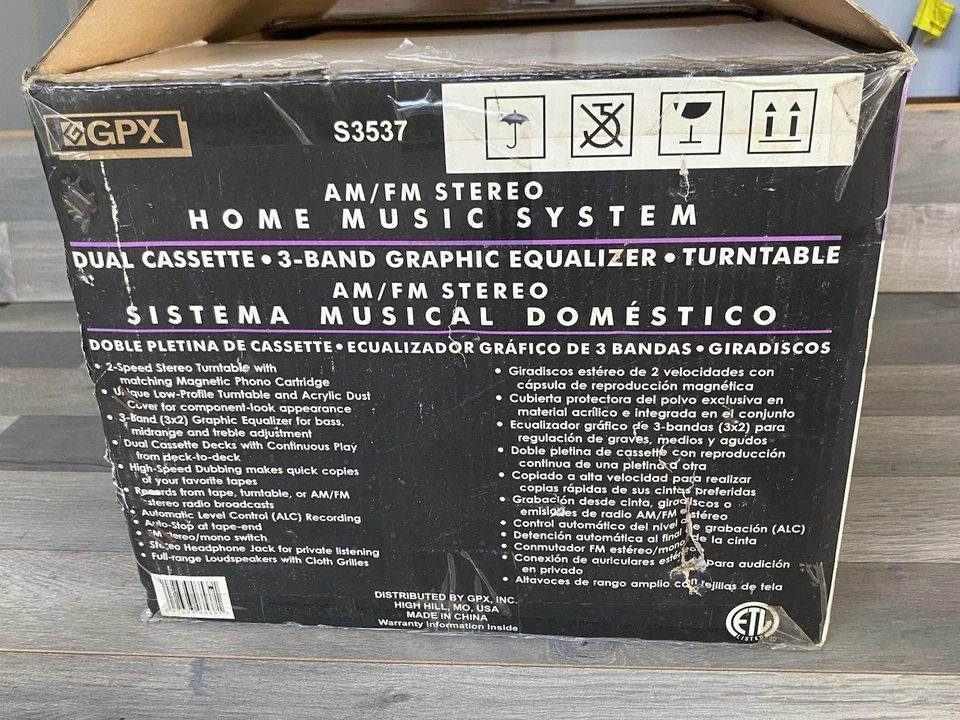 GPX
S3537
AM/FM STEREO
HOME MUSIC SYSTEM
DUAL CASSETTE • 3-BAND GRAPHIC EQUALIZER • TURNTABLE
AM/FM STEREO
SISTEMA MUSICAL DOMÉSTICO
DOBLE PLETINA DE CASSETTE • ECUALIZADOR GRÁFICO DE 3 BANDAS • GIRADISCOS
• 2-Speed Stereo Turntable with
matching Magnetic Phono Cartridge
• Unique Low-Profile Turntable and Acrylic Dust
Cover for component-look appearance
• 3-Band (3x2) Graphic Equalizer for bass,
midrange and treble adjustment
• Dual Cassette Decks with Continuous Play
from deck-to-deck
• High-Speed Dubbing makes quick copies
of your favorite tapes
• Records from tape, turntable, or AM/FM
stereo radio broadcasts
• Automatic Level Control (ALC) Recording
• Auto-Stop at tape-end
• FM stereo/mono switch
• Stereo Headphone Jack for private listening
• Full-range Loudspeakers with Cloth Grilles
• Giradiscos estéreo de 2 velocidades con
cápsula de reproducción magnética
• Cubierta protectora del polvo exclusiva en
material acrílico e integrada en el conjunto
• Ecualizador gráfico de 3-bandas (3x2) para
regulación de graves, medios y agudos
• Doble pletina de cassette con reproducción
continua de una pletina a otra
• Copiado a alta velocidad para realizar
copias rápidas de sus cintas preferidas
• Grabación desde cinta, giradiscos o
emisiones de radio AM/FM estéreo
• Control automático del nivel de grabación (ALC)
• Detención automática al final de la cinta
• Conmutador FM estéreo/mono
• Conexión de auriculares estéreo para audición
en privado
• Altavoces de rango amplio con rejillas de tela
DISTRIBUTED BY GPX, INC.
HIGH HILL, MO, USA
MADE IN CHINA
Warranty Information Inside
ETL
LISTED